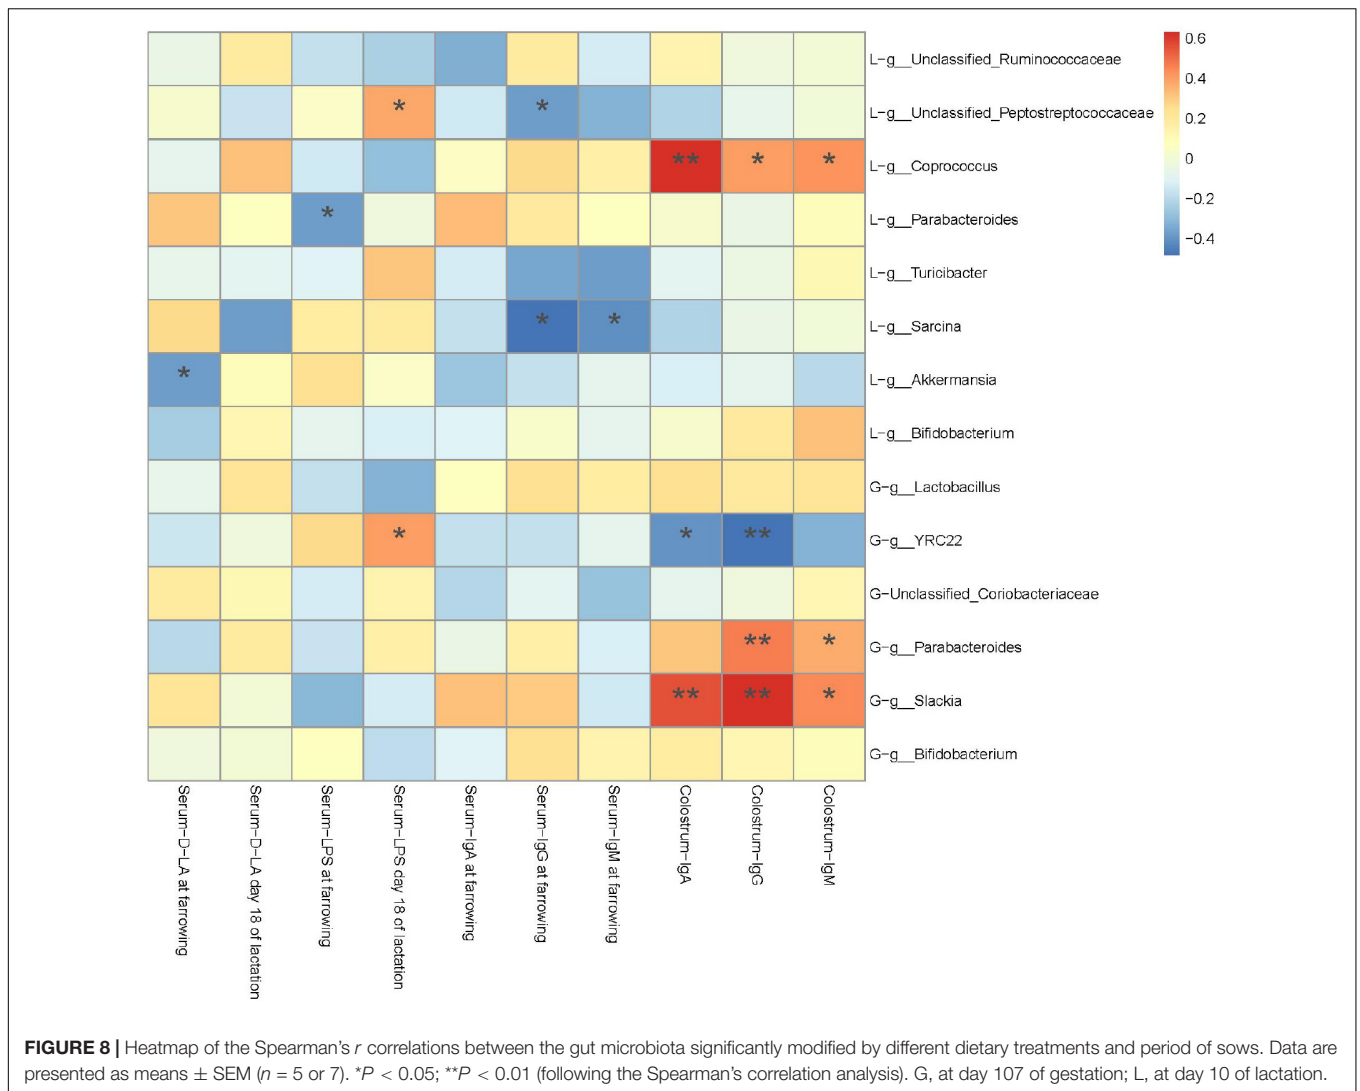 0.6
L-g__Unclassified_Ruminococcaceae
0.4
* * L-g__Unclassified_Peptostreptococcaceae
0.2
** * * L-g__Coprococcus
0
−0.2
* L-g__Parabacteroides
−0.4
L-g__Turicibacter
* * L-g__Sarcina
* L-g__Akkermansia
L-g__Bifidobacterium
G-g__Lactobacillus
* * ** G-g__YRC22
G-Unclassified_Coriobacteriaceae
** * G-g__Parabacteroides
** ** * G-g__Slackia
G-g__Bifidobacterium
Serum-D-LA at farrowing
Serum-D-LA day 18 of lactation
Serum-LPS at farrowing
Serum-LPS day 18 of lactation
Serum-IgA at farrowing
Serum-IgG at farrowing
Serum-IgM at farrowing
Colostrum-IgA
Colostrum-IgG
Colostrum-IgM
FIGURE 8 | Heatmap of the Spearman's r correlations between the gut microbiota significantly modified by different dietary treatments and period of sows. Data are
presented as means ± SEM (n = 5 or 7). *P < 0.05; **P < 0.01 (following the Spearman's correlation analysis). G, at day 107 of gestation; L, at day 10 of lactation.